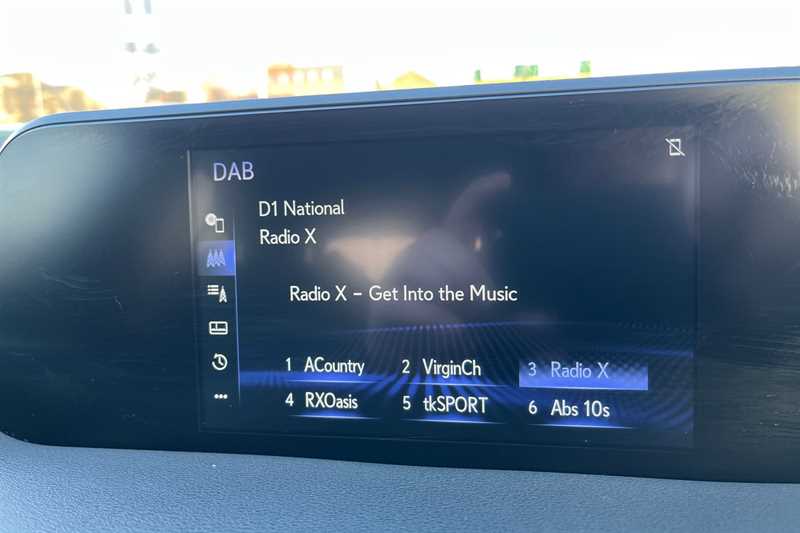 DAB
D1 National
Radio X
Radio X – Get Into the Music
1 ACountry 2 VirginCh 3 Radio X
4 RXOasis 5 tkSPORT 6 Abs 10s